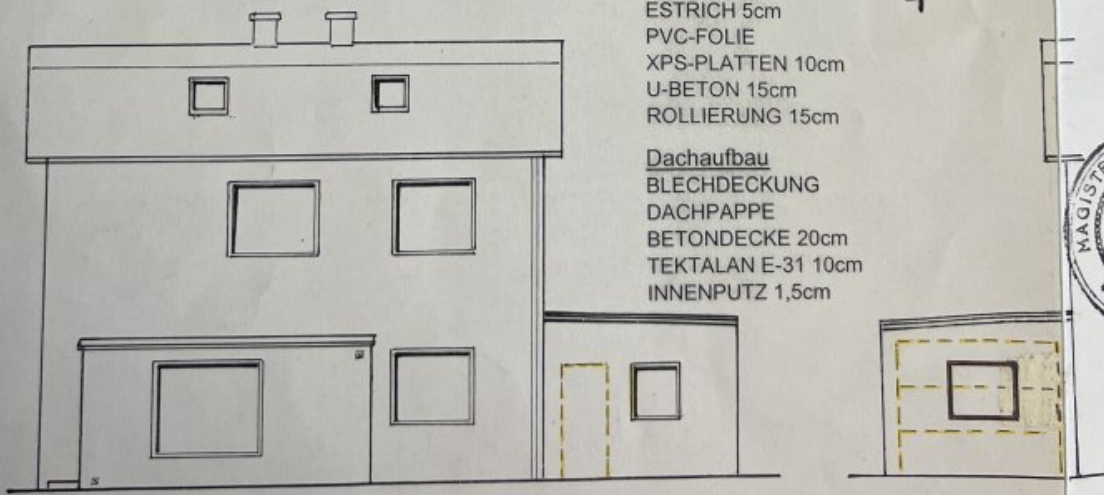 ESTRICH 5cm
PVC-FOLIE
XPS-PLATTEN 10cm
U-BETON 15cm
ROLLIERUNG 15cm
Dachaufbau
BLECHDECKUNG
DACHPAPPE
BETONDECKE 20cm
TEKTALAN E-31 10cm
INNENPUTZ 1,5cm
MAGISTR